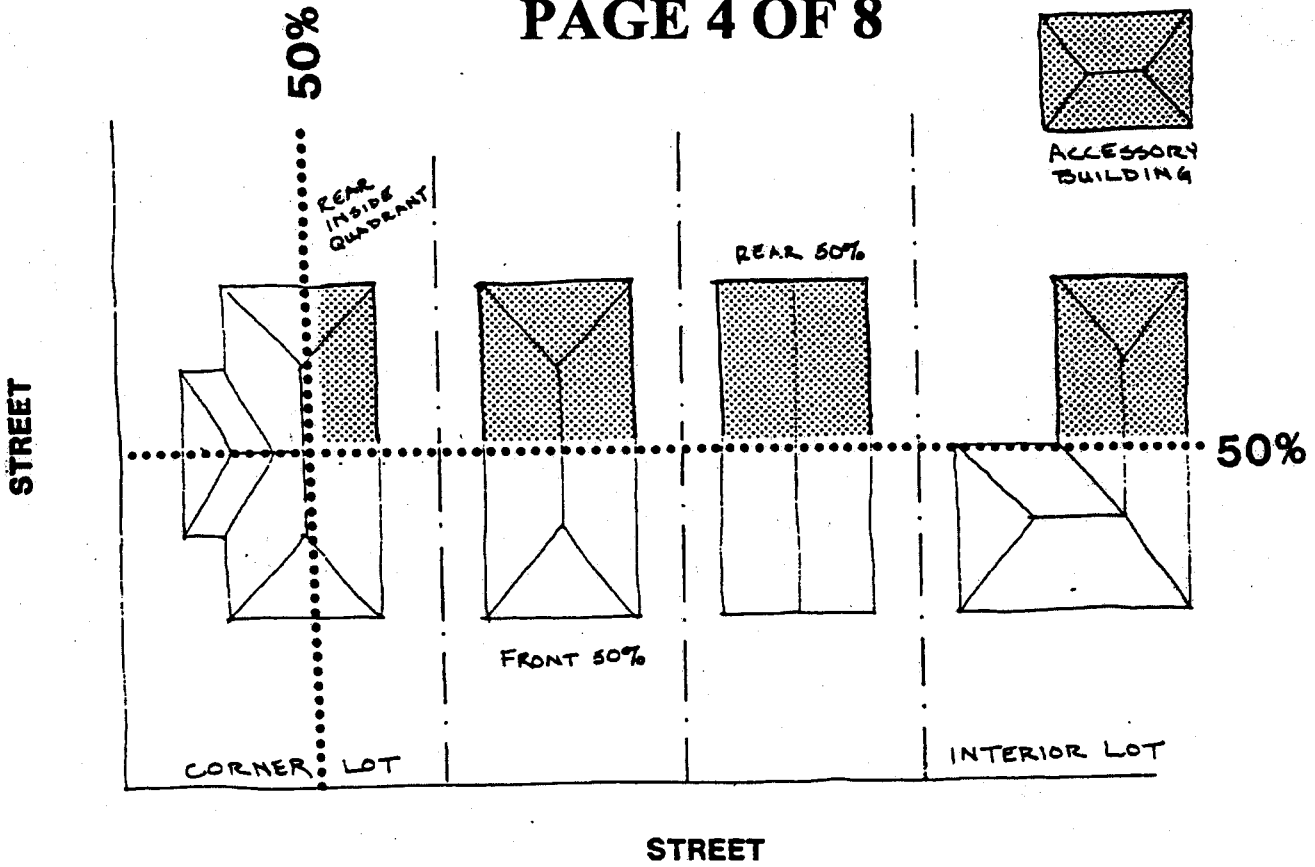 PAGE 4 OF 8
50%
ACCESSORY
BUILDING
REAR
INSIDE
QUADRANT
REAR 50%
STREET
50%
FRONT 50%
CORNER LOT
INTERIOR LOT
STREET